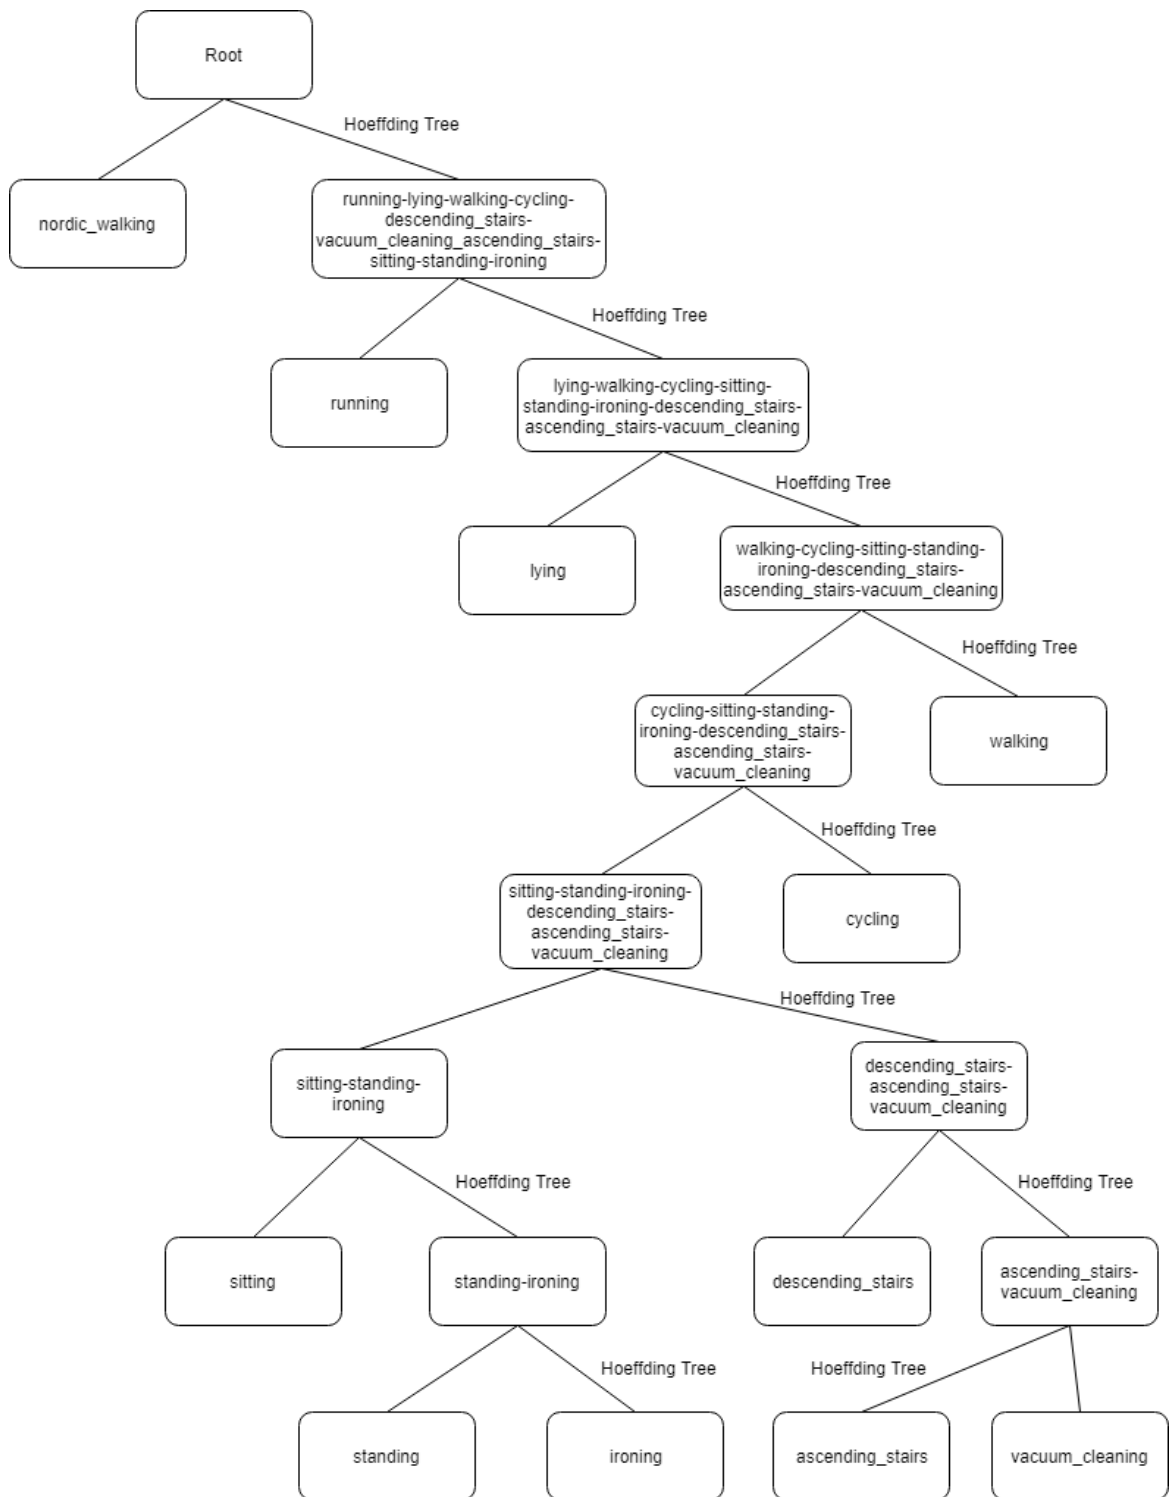 Root
Hoeffding Tree
nordic_walking
running-lying-walking-cycling-
descending_stairs-
vacuum_cleaning_ascending_stairs-
sitting-standing-ironing
Hoeffding Tree
running
lying-walking-cycling-sitting-
standing-ironing-descending_stairs-
ascending_stairs-vacuum_cleaning
Hoeffding Tree
lying
walking-cycling-sitting-standing-
ironing-descending_stairs-
ascending_stairs-vacuum_cleaning
Hoeffding Tree
cycling-sitting-standing-
ironing-descending_stairs-
ascending_stairs-
vacuum_cleaning
walking
Hoeffding Tree
sitting-standing-ironing-
descending_stairs-
ascending_stairs-
vacuum_cleaning
cycling
Hoeffding Tree
sitting-standing-
ironing
descending_stairs-
ascending_stairs-
vacuum_cleaning
Hoeffding Tree
Hoeffding Tree
sitting
standing-ironing
descending_stairs
ascending_stairs-
vacuum_cleaning
Hoeffding Tree
Hoeffding Tree
standing
ironing
ascending_stairs
vacuum_cleaning